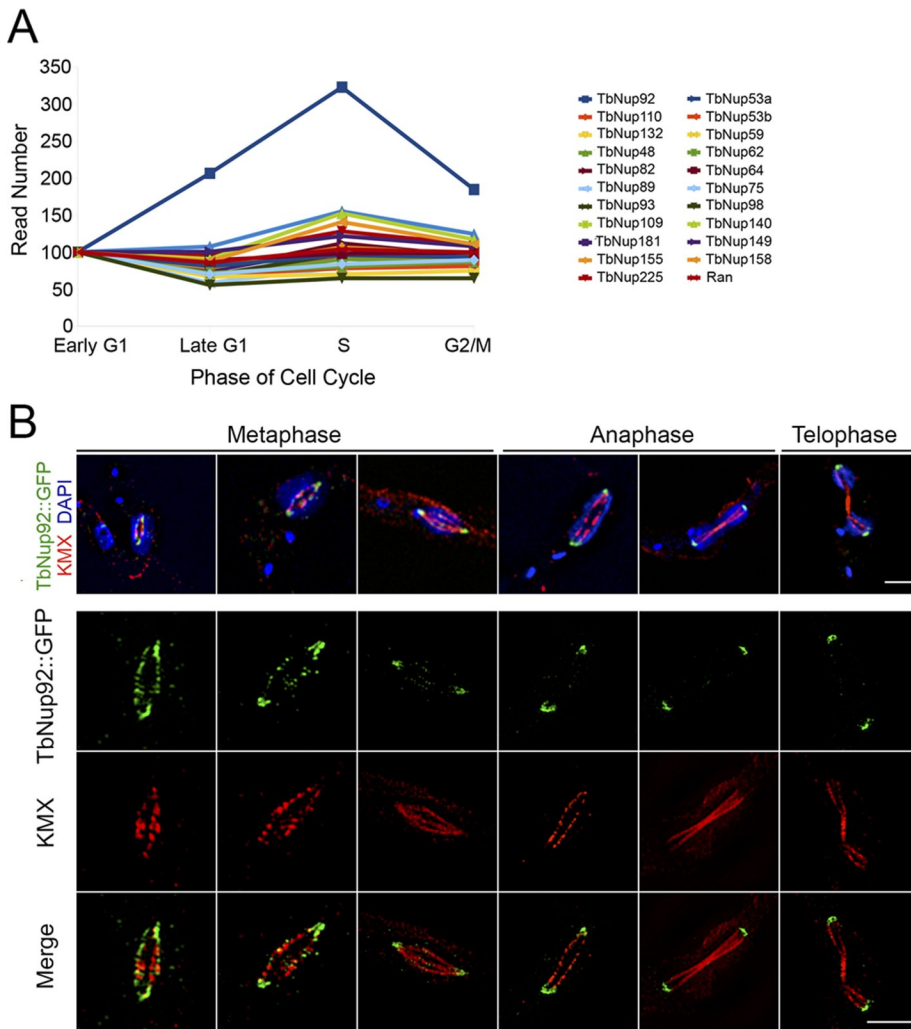 A
350
300
250
200
150
100
50
0
Read Number
Early G1 Late G1 S G2/M
Phase of Cell Cycle
TbNup92 TbNup53a
TbNup110 TbNup53b
TbNup132 TbNup59
TbNup48 TbNup62
TbNup82 TbNup64
TbNup89 TbNup75
TbNup93 TbNup98
TbNup109 TbNup140
TbNup181 TbNup149
TbNup155 TbNup158
TbNup225 Ran
B
Metaphase Anaphase Telophase
TbNup92::GFP
KMX DAPI
TbNup92::GFP
KMX
Merge